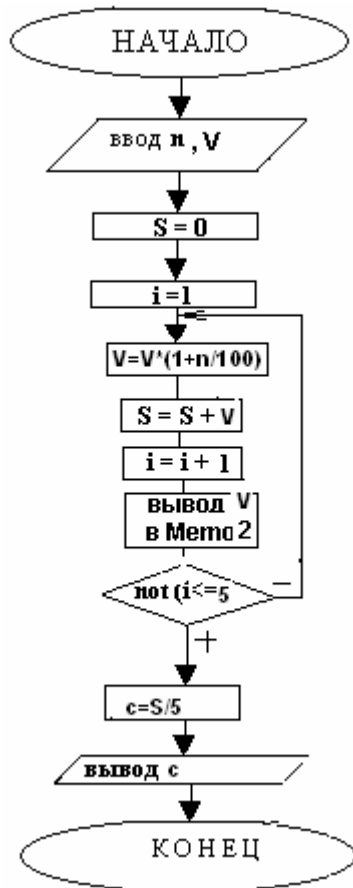 НАЧАЛО
ввод n , V
S = 0
i = 1
V=V*(1+n/100)
S = S + V
i = i + 1
вывод V
в Memo 2
not (i<=5
−
+
c=S/5
вывод c
КОНЕЦ